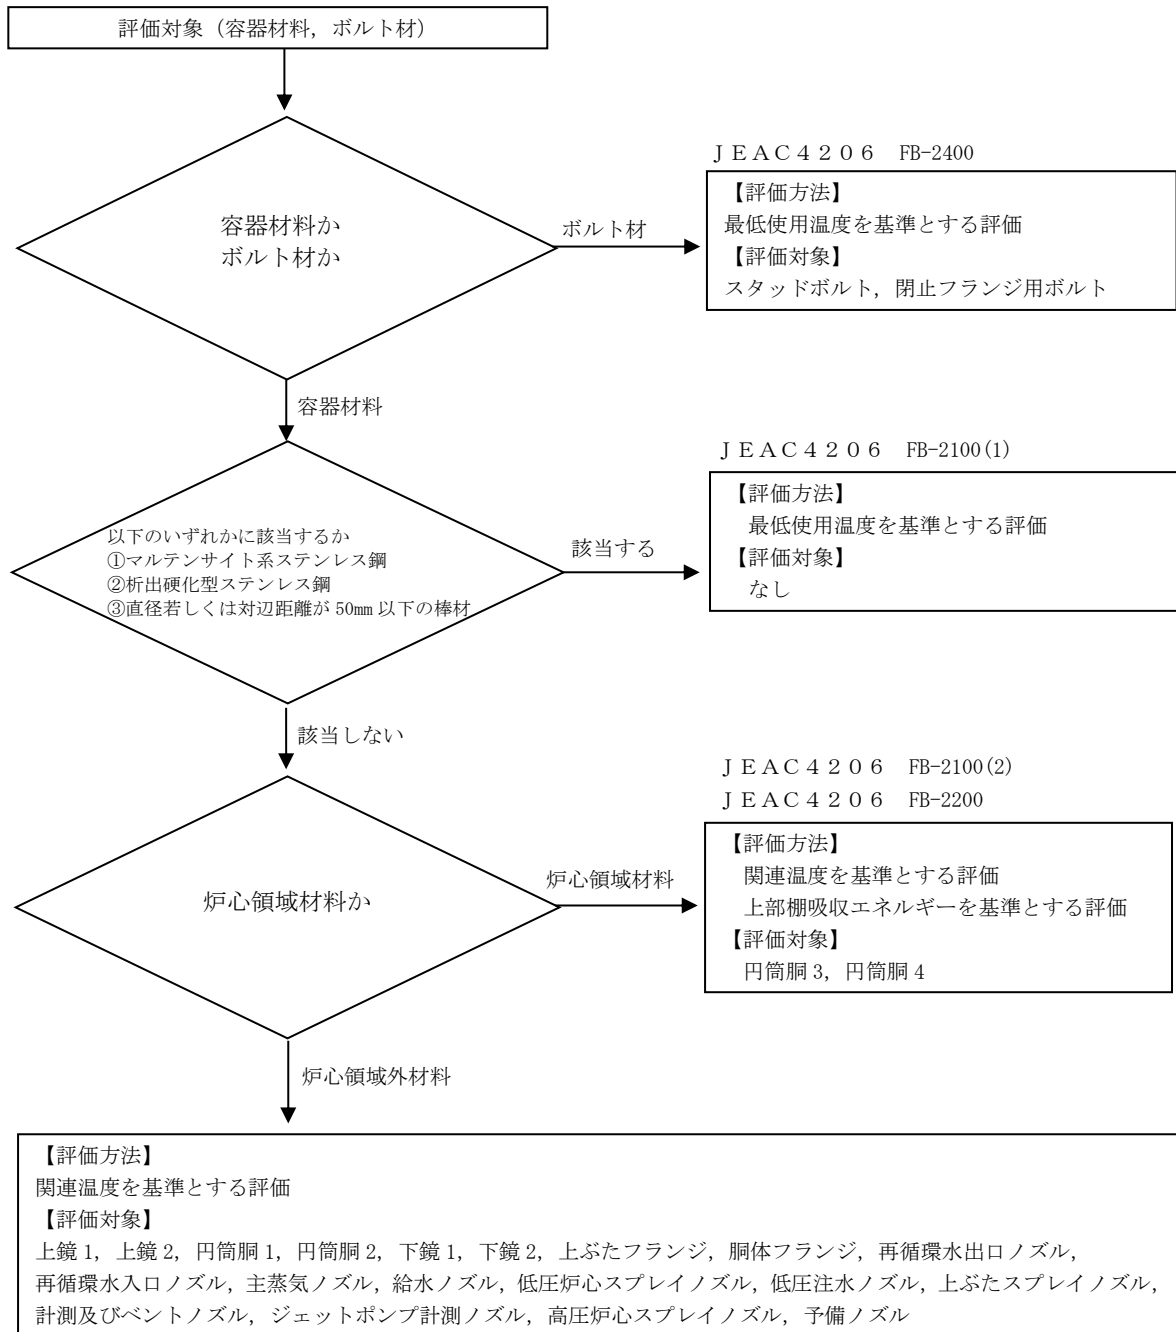 評価対象（容器材料，ボルト材）
容器材料か
ボルト材か
ボルト材
ＪＥＡＣ４２０６　FB-2400
【評価方法】
最低使用温度を基準とする評価
【評価対象】
スタッドボルト，閉止フランジ用ボルト
容器材料
以下のいずれかに該当するか
①マルテンサイト系ステンレス鋼
②析出硬化型ステンレス鋼
③直径若しくは対辺距離が 50mm 以下の棒材
該当する
ＪＥＡＣ４２０６　FB-2100(1)
【評価方法】
最低使用温度を基準とする評価
【評価対象】
なし
該当しない
炉心領域材料か
炉心領域材料
ＪＥＡＣ４２０６　FB-2100(2)
ＪＥＡＣ４２０６　FB-2200
【評価方法】
関連温度を基準とする評価
上部棚吸収エネルギーを基準とする評価
【評価対象】
円筒胴 3，円筒胴 4
炉心領域外材料
【評価方法】
関連温度を基準とする評価
【評価対象】
上鏡 1，上鏡 2，円筒胴 1，円筒胴 2，下鏡 1，下鏡 2，上ぶたフランジ，胴体フランジ，再循環水出口ノズル，
再循環水入口ノズル，主蒸気ノズル，給水ノズル，低圧炉心スプレイノズル，低圧注水ノズル，上ぶたスプレイノズル，
計測及びベントノズル，ジェットポンプ計測ノズル，高圧炉心スプレイノズル，予備ノズル